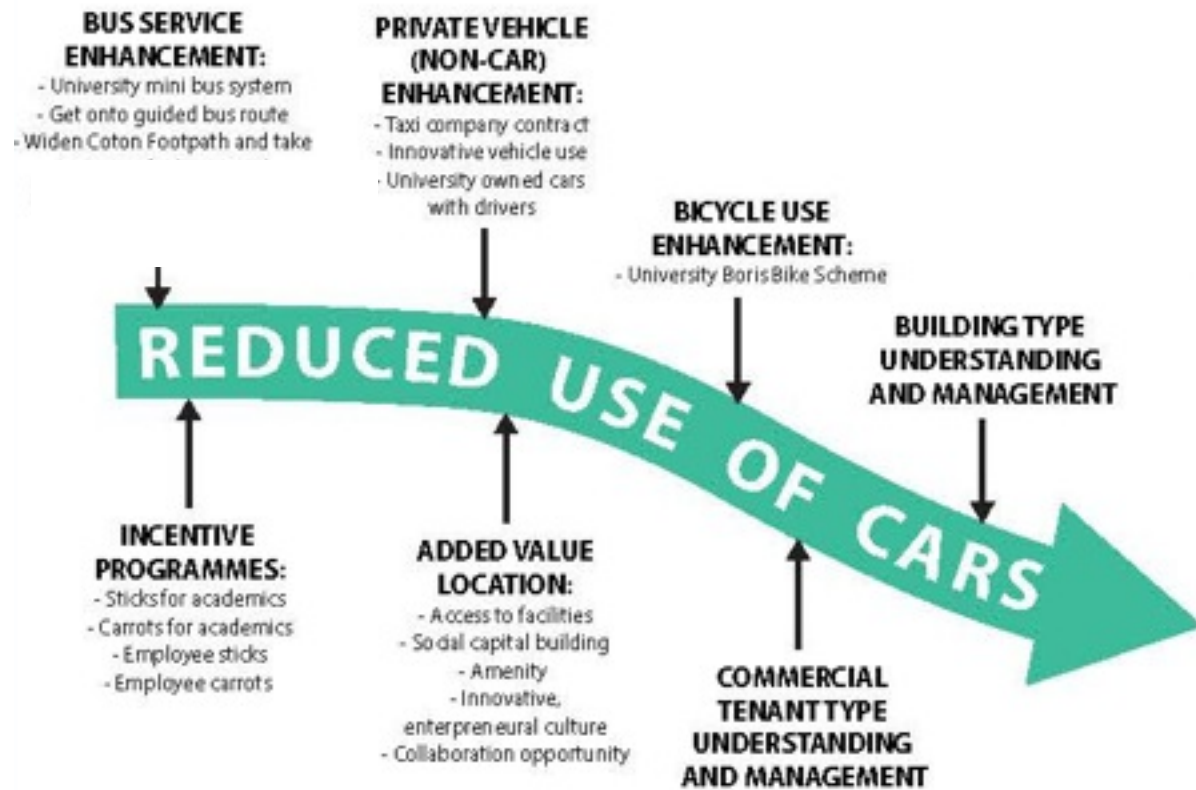 BUS SERVICE
ENHANCEMENT:
- University mini bus system
- Get onto guided bus route
- Widen Coton Footpath and take
PRIVATE VEHICLE
(NON-CAR)
ENHANCEMENT:
- Taxi company contract
- Innovative vehicle use
- University owned cars
with drivers
BICYCLE USE
ENHANCEMENT:
- University Boris Bike Scheme
BUILDING TYPE
UNDERSTANDING
AND MANAGEMENT
REDUCED USE OF CARS
INCENTIVE
PROGRAMMES:
- Sticks for academics
- Carrots for academics
- Employee sticks
- Employee carrots
ADDED VALUE
LOCATION:
- Access to facilities
- Social capital building
- Amenity
- Innovative,
enterpreneural culture
- Collaboration opportunity
COMMERCIAL
TENANT TYPE
UNDERSTANDING
AND MANAGEMENT